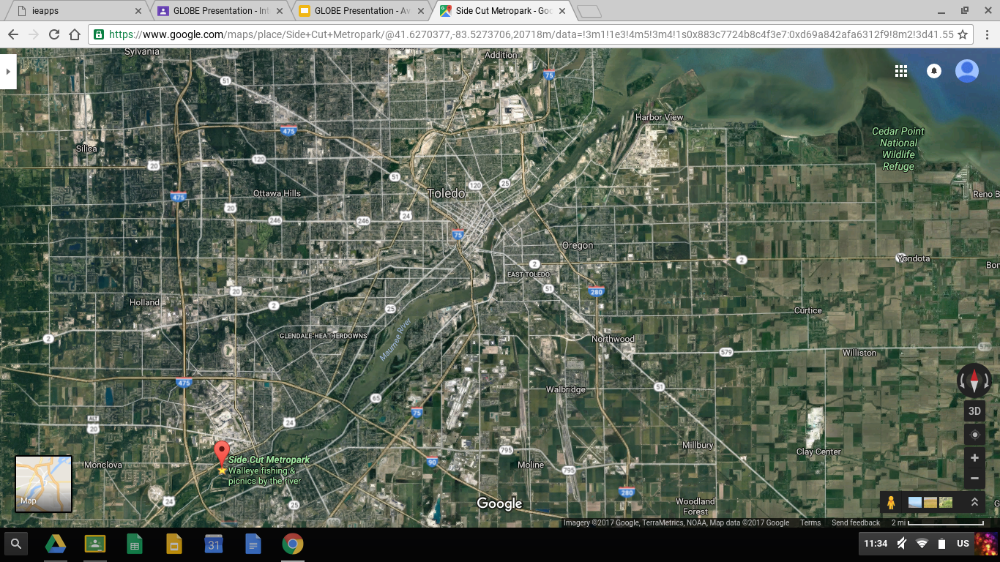 ieapps
GLOBE Presentation - Int
GLOBE Presentation - Av
Side Cut Metropark - Goo
https://www.google.com/maps/place/Side+Cut+Metropark/@41.6270377,-83.5273706,20718m/data=!3m1!1e3!4m5!3m4!1s0x883c7724b8c4f3e7:0xd69a842afa6312f9!8m2!3d41.55
Sylvania
Addition
75
51
Harbor View
475
Cedar Point
National
Wildlife
Refuge
Silica
120
20
51
120
25
475
Ottawa Hills
Toledo
Reno B
20
24
246
246
75
Oregon
2
2
Yondota
EAST TOLEDO
Bon
20
51
280
Holland
2
25
Curtice
Maumee River
GLENDALE-HEATHERDOWNS
2
Northwood
579
Williston
475
51
Walbridge
65
75
3D
ALT
20
24
Side Cut Metropark
Walleye fishing &
picnics by the river
Monclova
90
795
Moline
795
Millbury
Clay Center
280
24
25
Woodland
Forest
Map
Google
Imagery ©2017 Google, TerraMetrics, NOAA, Map data ©2017 Google
Terms
Send feedback
2 mi
31
11:34
US